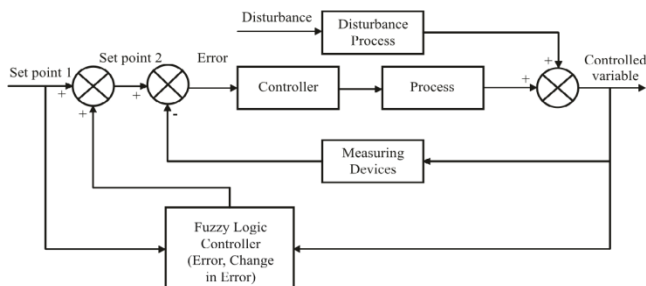 Disturbance
Disturbance
Process
Set point 1
Set point 2
Error
Controlled
variable
+
+
+
+
+
-
Controller
Process
Measuring
Devices
Fuzzy Logic
Controller
(Error, Change
in Error)